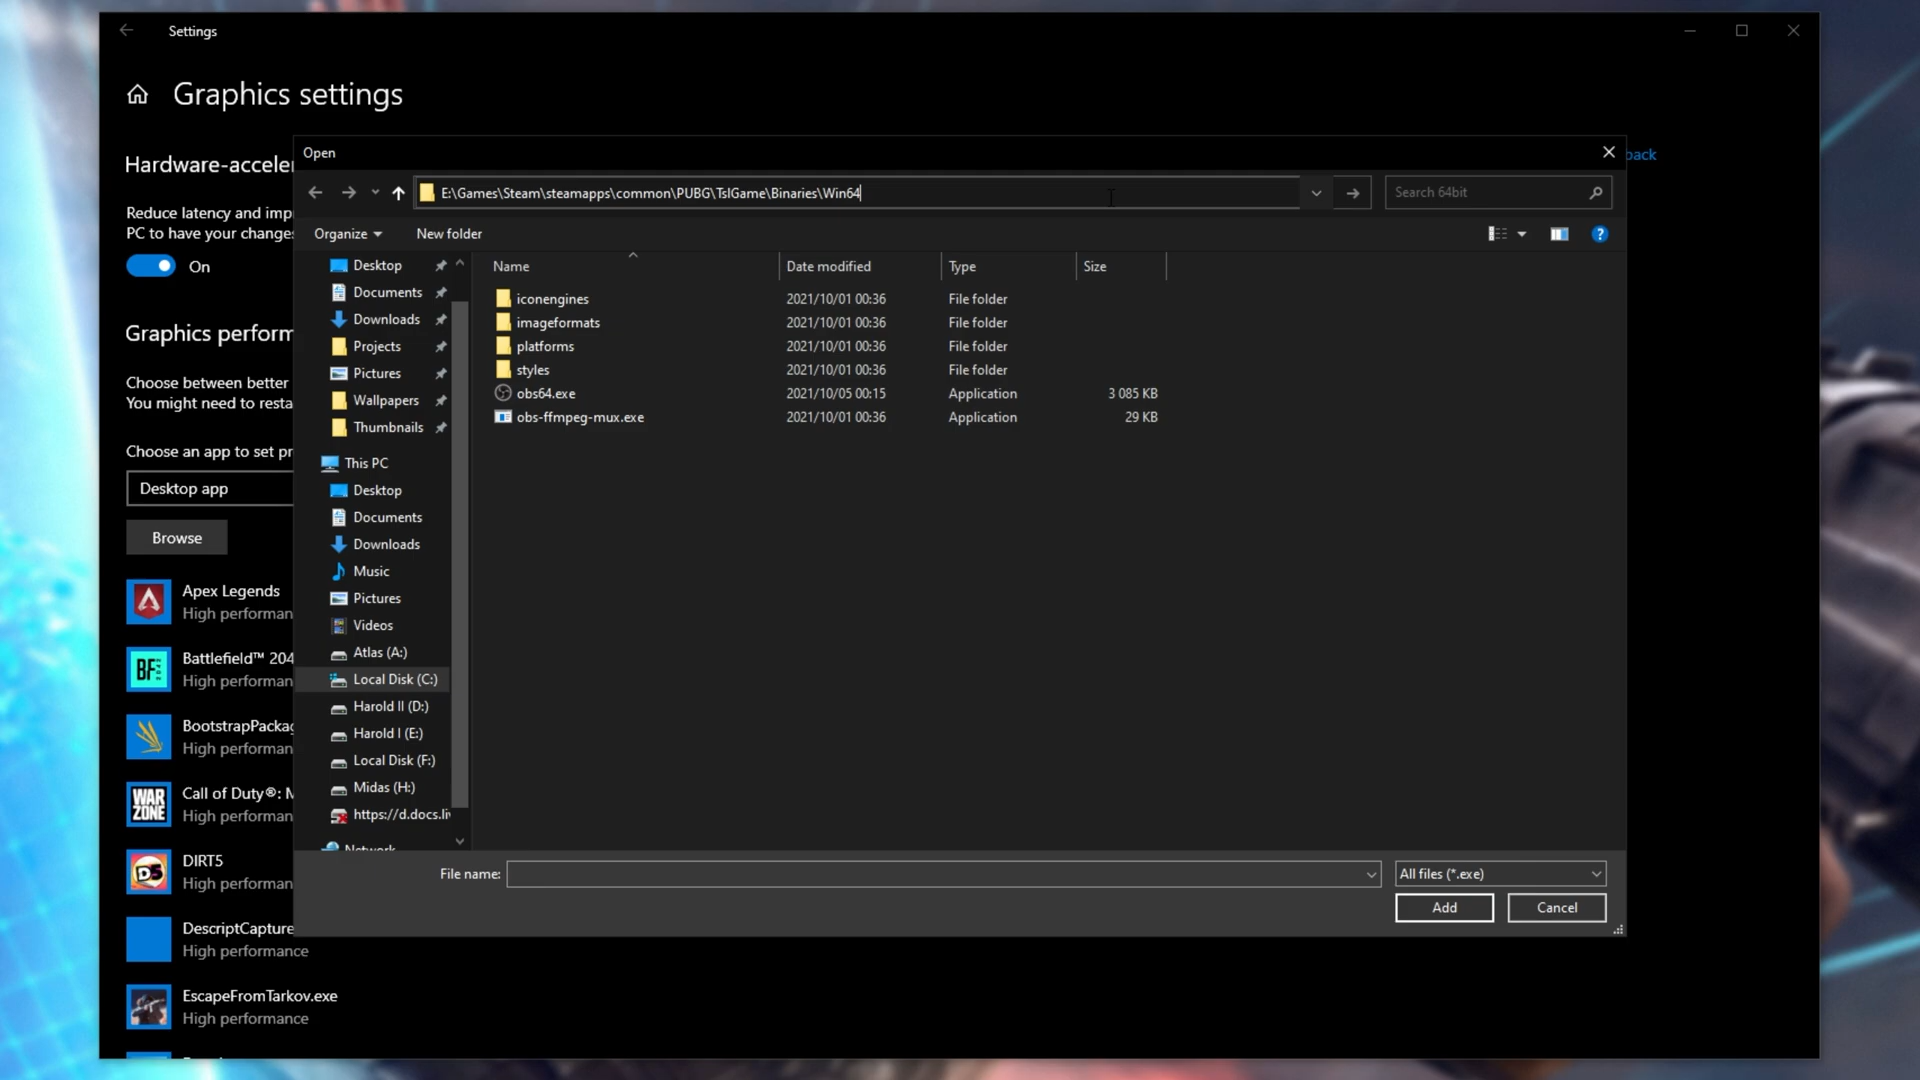 Settings
Graphics settings
Hardware-acceler
Reduce latency and imp
PC to have your changes
On
Graphics perform
Choose between better
You might need to resta
Choose an app to set pr
Desktop app
Browse
Apex Legends
High performan
Battlefield™ 204
High performan
BootstrapPackag
High performan
Call of Duty®: M
High performan
WAR
ZONE
DIRT5
High performan
DescriptCapture
High performance
EscapeFromTarkov.exe
High performance
back
Open
E:\Games\Steam\steamapps\common\PUBG\TslGame\Binaries\Win64
Search 64bit
Organize
New folder
Desktop
Documents
Downloads
Projects
Pictures
Wallpapers
Thumbnails
This PC
Desktop
Documents
Downloads
Music
Pictures
Videos
Atlas (A:)
Local Disk (C:)
Harold II (D:)
Harold I (E:)
Local Disk (F:)
Midas (H:)
https://d.docs.liv
Network
Name Date modified Type Size
iconengines 2021/10/01 00:36 File folder
imageformats 2021/10/01 00:36 File folder
platforms 2021/10/01 00:36 File folder
styles 2021/10/01 00:36 File folder
obs64.exe 2021/10/05 00:15 Application 3 085 KB
obs-ffmpeg-mux.exe 2021/10/01 00:36 Application 29 KB
File name:
All files (*.exe)
Add
Cancel